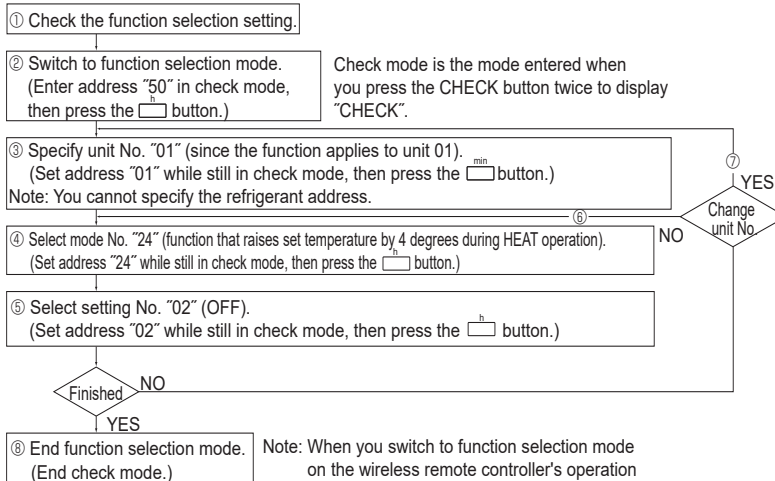 ① Check the function selection setting.
② Switch to function selection mode.
(Enter address ˝50˝ in check mode,
then press the h button.)
Check mode is the mode entered when
you press the CHECK button twice to display
˝CHECK˝.
③ Specify unit No. ˝01˝ (since the function applies to unit 01).
(Set address ˝01˝ while still in check mode, then press the min button.)
Note: You cannot specify the refrigerant address.
⑦
YES
Change
unit No.
⑥
NO
④ Select mode No. ˝24˝ (function that raises set temperature by 4 degrees during HEAT operation).
(Set address ˝24˝ while still in check mode, then press the h button.)
⑤ Select setting No. ˝02˝ (OFF).
(Set address ˝02˝ while still in check mode, then press the h button.)
Finished
NO
YES
⑧ End function selection mode.
(End check mode.)
Note: When you switch to function selection mode
on the wireless remote controller's operation